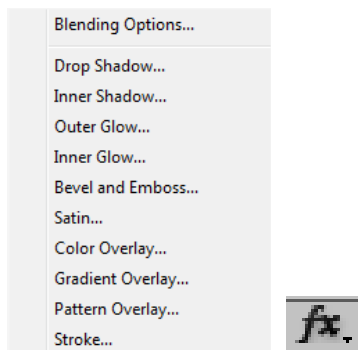 Blending Options...
Drop Shadow...
Inner Shadow...
Outer Glow...
Inner Glow...
Bevel and Emboss...
Satin...
Color Overlay...
Gradient Overlay...
Pattern Overlay...
Stroke...
fx